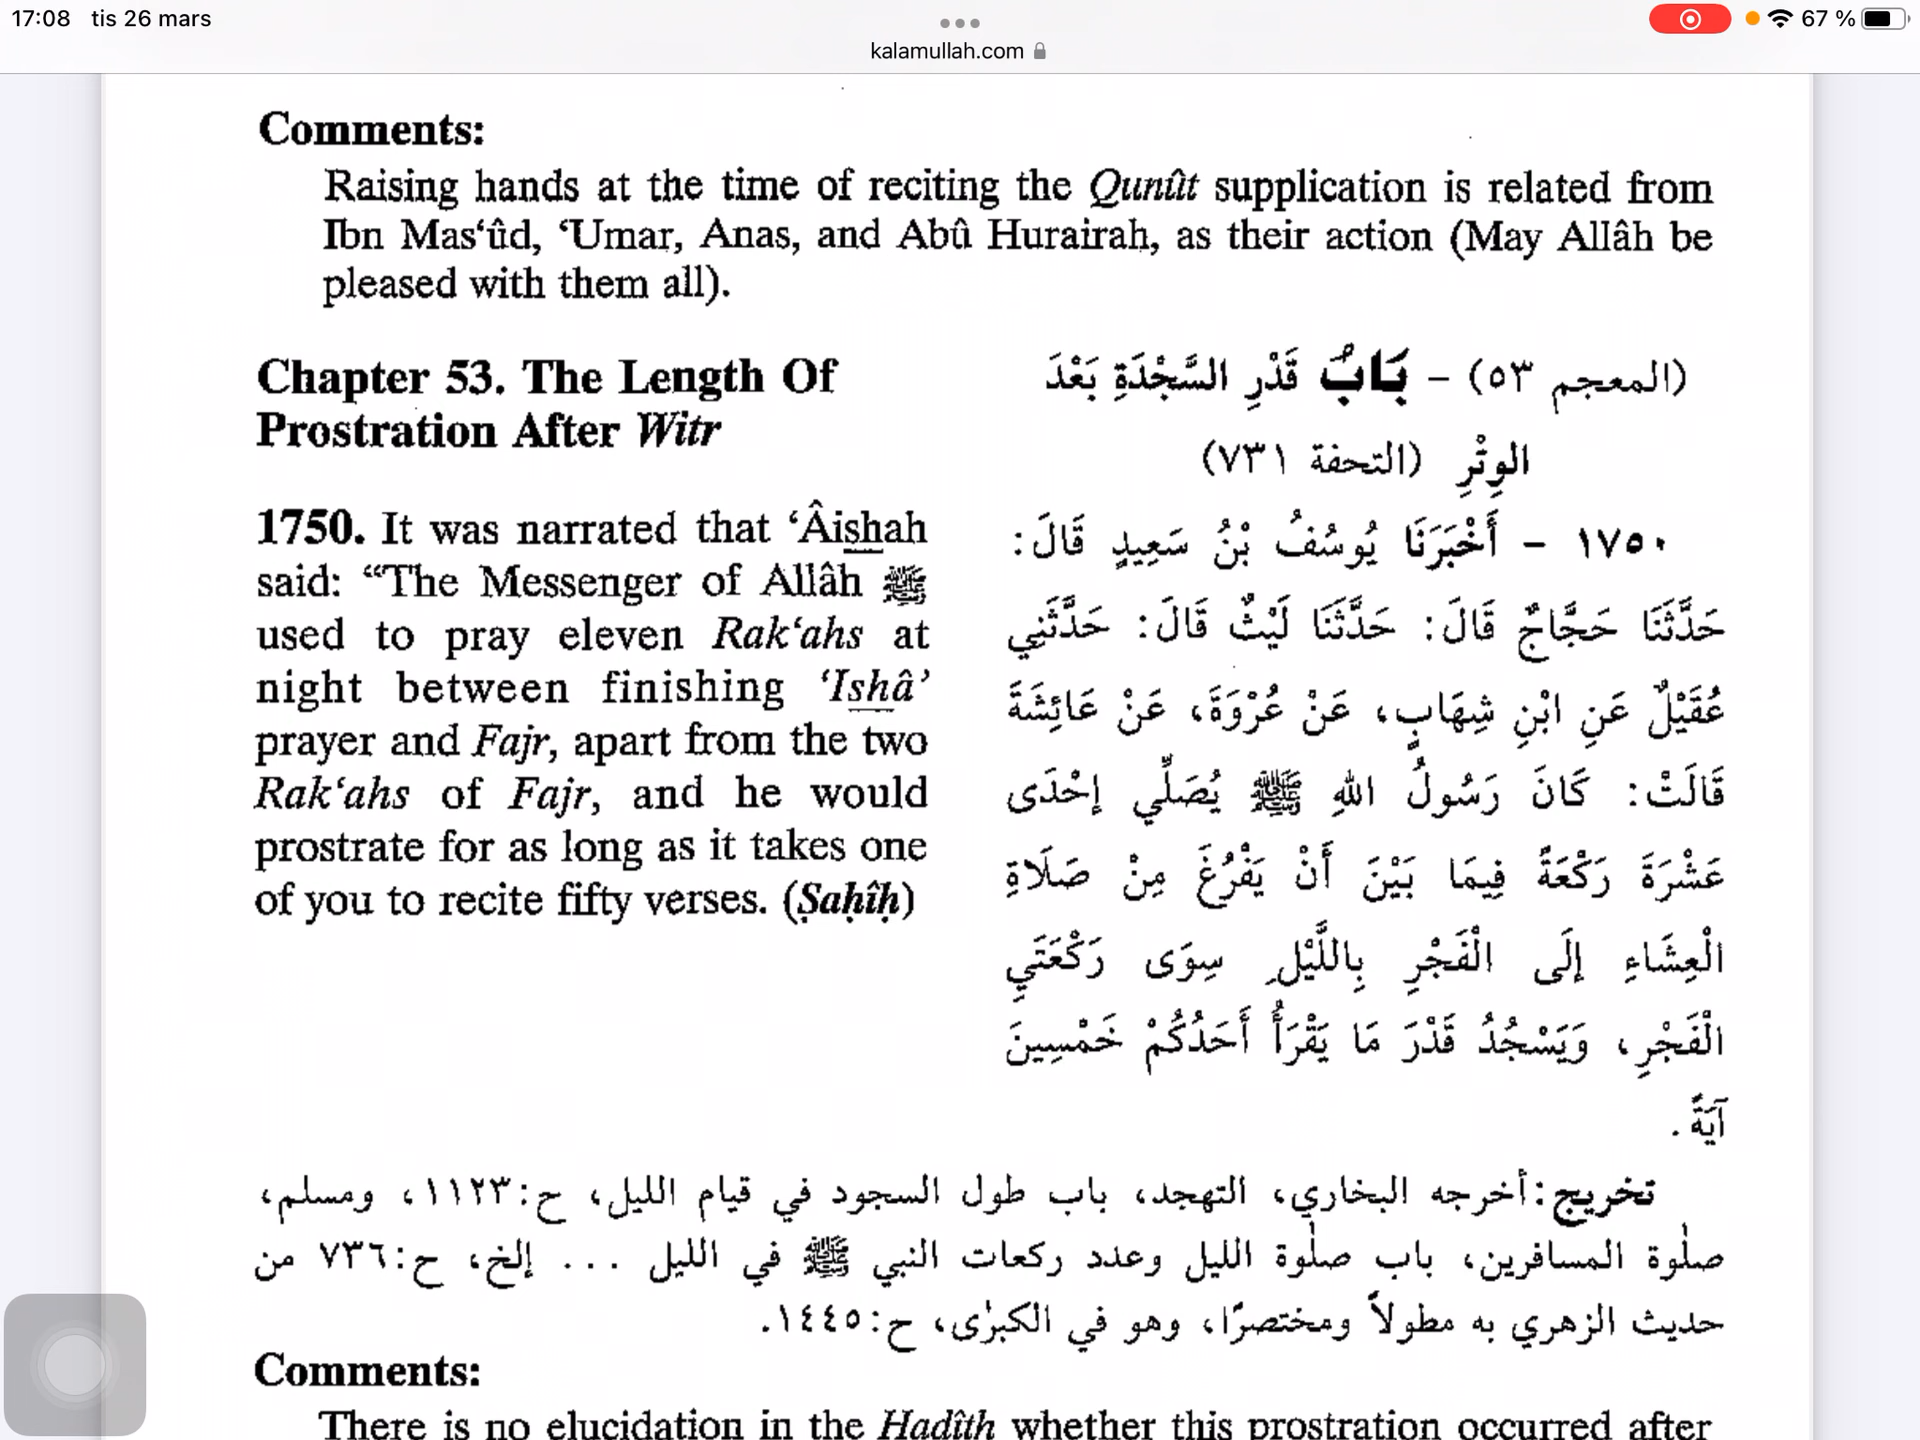 17:08 tis 26 mars
67 %
kalamullah.com
Comments:
Raising hands at the time of reciting the Qunût supplication is related from
Ibn Mas‘ûd, ‘Umar, Anas, and Abû Hurairah, as their action (May Allâh be
pleased with them all).
Chapter 53. The Length Of
Prostration After Witr
(المعجم ٥٣) - بَابُ قَدْرِ السَّجْدَةِ بَعْدَ
الوِتْرِ (التحفة ٧٣١)
1750. It was narrated that ‘Âishah
said: “The Messenger of Allâh ﷺ
used to pray eleven Rak‘ahs at
night between finishing ‘Ishâ’
prayer and Fajr, apart from the two
Rak‘ahs of Fajr, and he would
prostrate for as long as it takes one
of you to recite fifty verses. (Ṣaḥîḥ)
١٧٥٠ - أَخْبَرَنَا يُوسُفُ بْنُ سَعِيدٍ قَالَ:
حَدَّثَنَا حَجَّاجٌ قَالَ: حَدَّثَنَا لَيْثٌ قَالَ: حَدَّثَنِي
عُقَيْلٌ عَنِ ابْنِ شِهَابٍ، عَنْ عُرْوَةَ، عَنْ عَائِشَةَ
قَالَتْ: كَانَ رَسُولُ اللهِ ﷺ يُصَلِّي إِحْدَى
عَشْرَةَ رَكْعَةً فِيمَا بَيْنَ أَنْ يَفْرُغَ مِنْ صَلَاةِ
الْعِشَاءِ إِلَى الْفَجْرِ بِاللَّيْلِ سِوَى رَكْعَتَيِ
الْفَجْرِ، وَيَسْجُدُ قَدْرَ مَا يَقْرَأُ أَحَدُكُمْ خَمْسِينَ
آيَةً.
تخريج: أخرجه البخاري، التهجد، باب طول السجود في قيام الليل، ح:١١٢٣، ومسلم،
صلٰوة المسافرين، باب صلٰوة الليل وعدد ركعات النبي ﷺ في الليل ... إلخ، ح:٧٣٦ من
حديث الزهري به مطولاً ومختصرًا، وهو في الكبرٰى، ح:١٤٤٥.
Comments:
There is no elucidation in the Hadîth whether this prostration occurred after